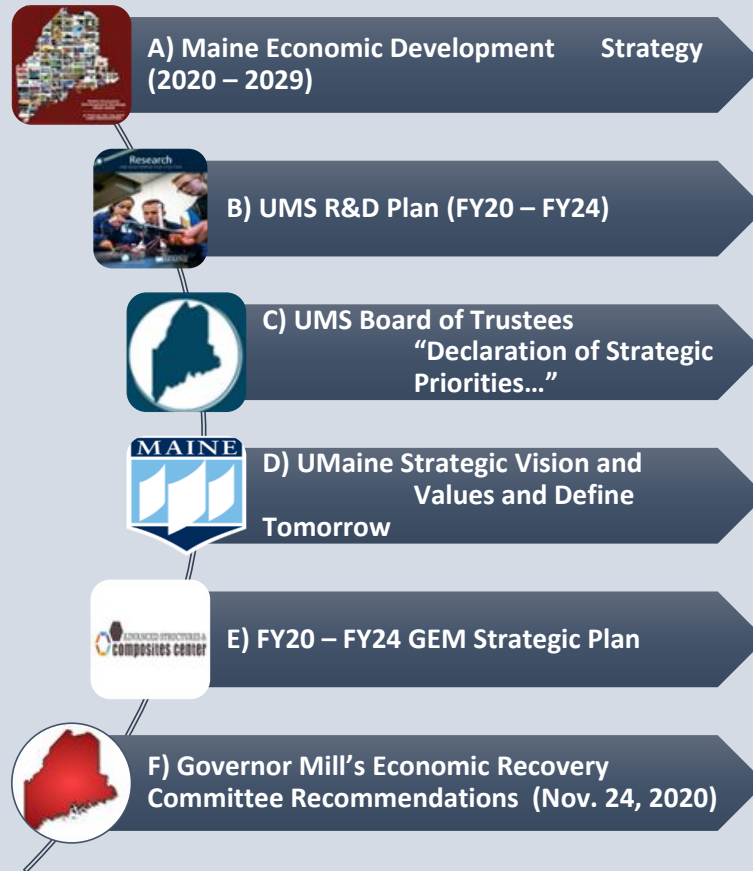 A) Maine Economic Development Strategy
(2020 – 2029)
Research
B) UMS R&D Plan (FY20 – FY24)
C) UMS Board of Trustees
“Declaration of Strategic
Priorities…”
MAINE
D) UMaine Strategic Vision and
Values and Define
Tomorrow
ADVANCED STRUCTURES &
composites center
E) FY20 – FY24 GEM Strategic Plan
F) Governor Mill’s Economic Recovery
Committee Recommendations (Nov. 24, 2020)